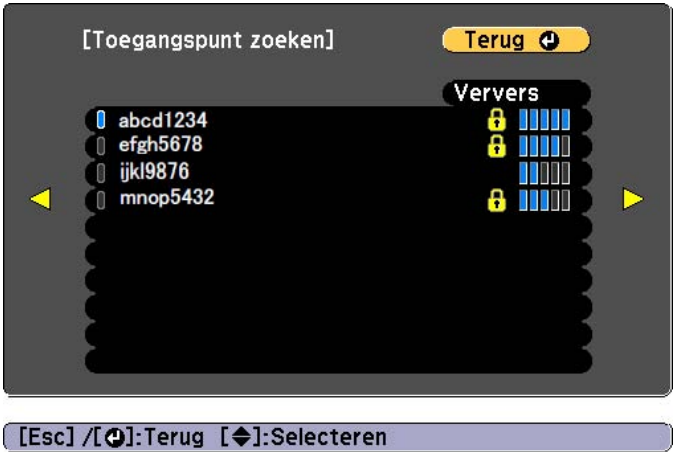 [Toegangspunt zoeken]
Terug
Ververs
abcd1234
efgh5678
ijkl9876
mnop5432
[Esc] /[⏎]:Terug [◆]:Selecteren